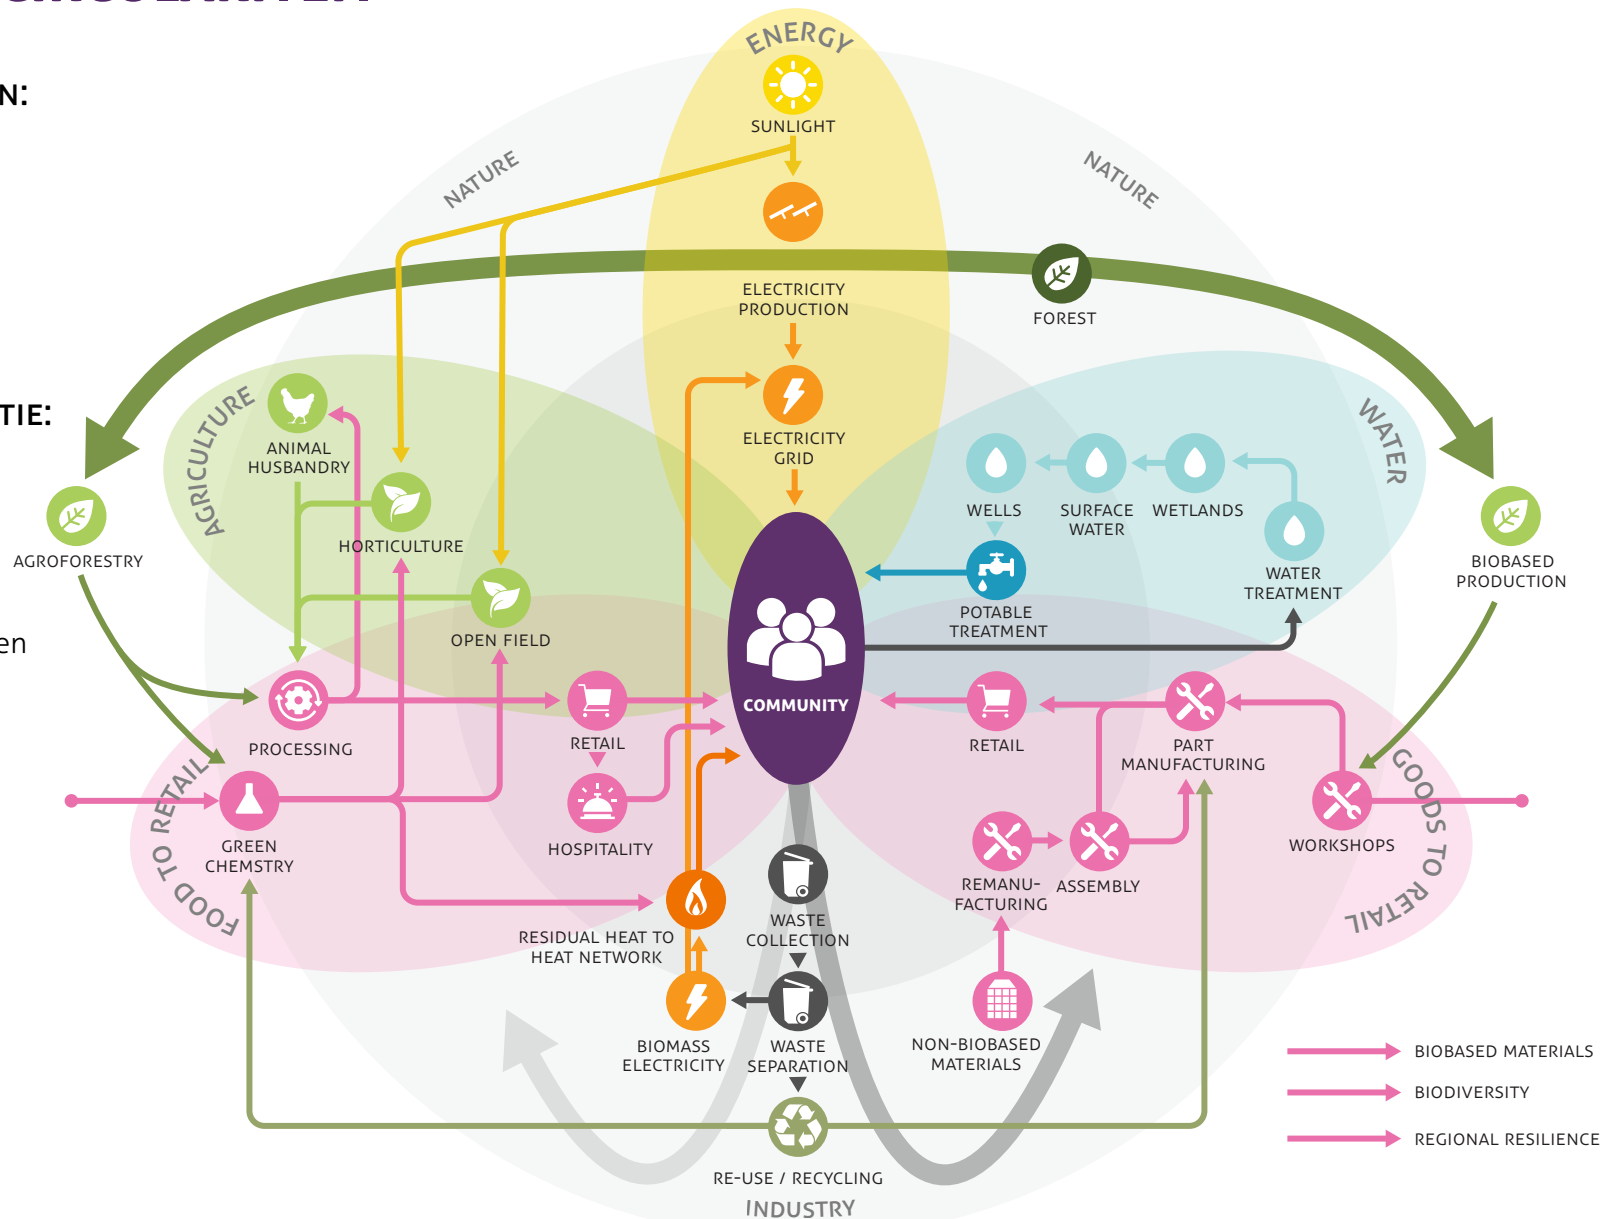 N:
TIE:
en
ENERGY
SUNLIGHT
NATURE
NATURE
ELECTRICITY
PRODUCTION
FOREST
AGRICULTURE
ANIMAL
HUSBANDRY
ELECTRICITY
GRID
WATER
HORTICULTURE
WELLS
SURFACE
WATER
WETLANDS
AGROFORESTRY
BIOBASED
PRODUCTION
WATER
TREATMENT
OPEN FIELD
POTABLE
TREATMENT
COMMUNITY
PROCESSING
RETAIL
RETAIL
PART
MANUFACTURING
FOOD TO RETAIL
GREEN
CHEMSTRY
HOSPITALITY
WORKSHOPS
GOODS TO RETAIL
REMANU-
FACTURING
ASSEMBLY
WASTE
COLLECTION
RESIDUAL HEAT TO
HEAT NETWORK
BIOMASS
ELECTRICITY
WASTE
SEPARATION
NON-BIOBASED
MATERIALS
BIOBASED MATERIALS
BIODIVERSITY
REGIONAL RESILIENCE
RE-USE / RECYCLING
INDUSTRY